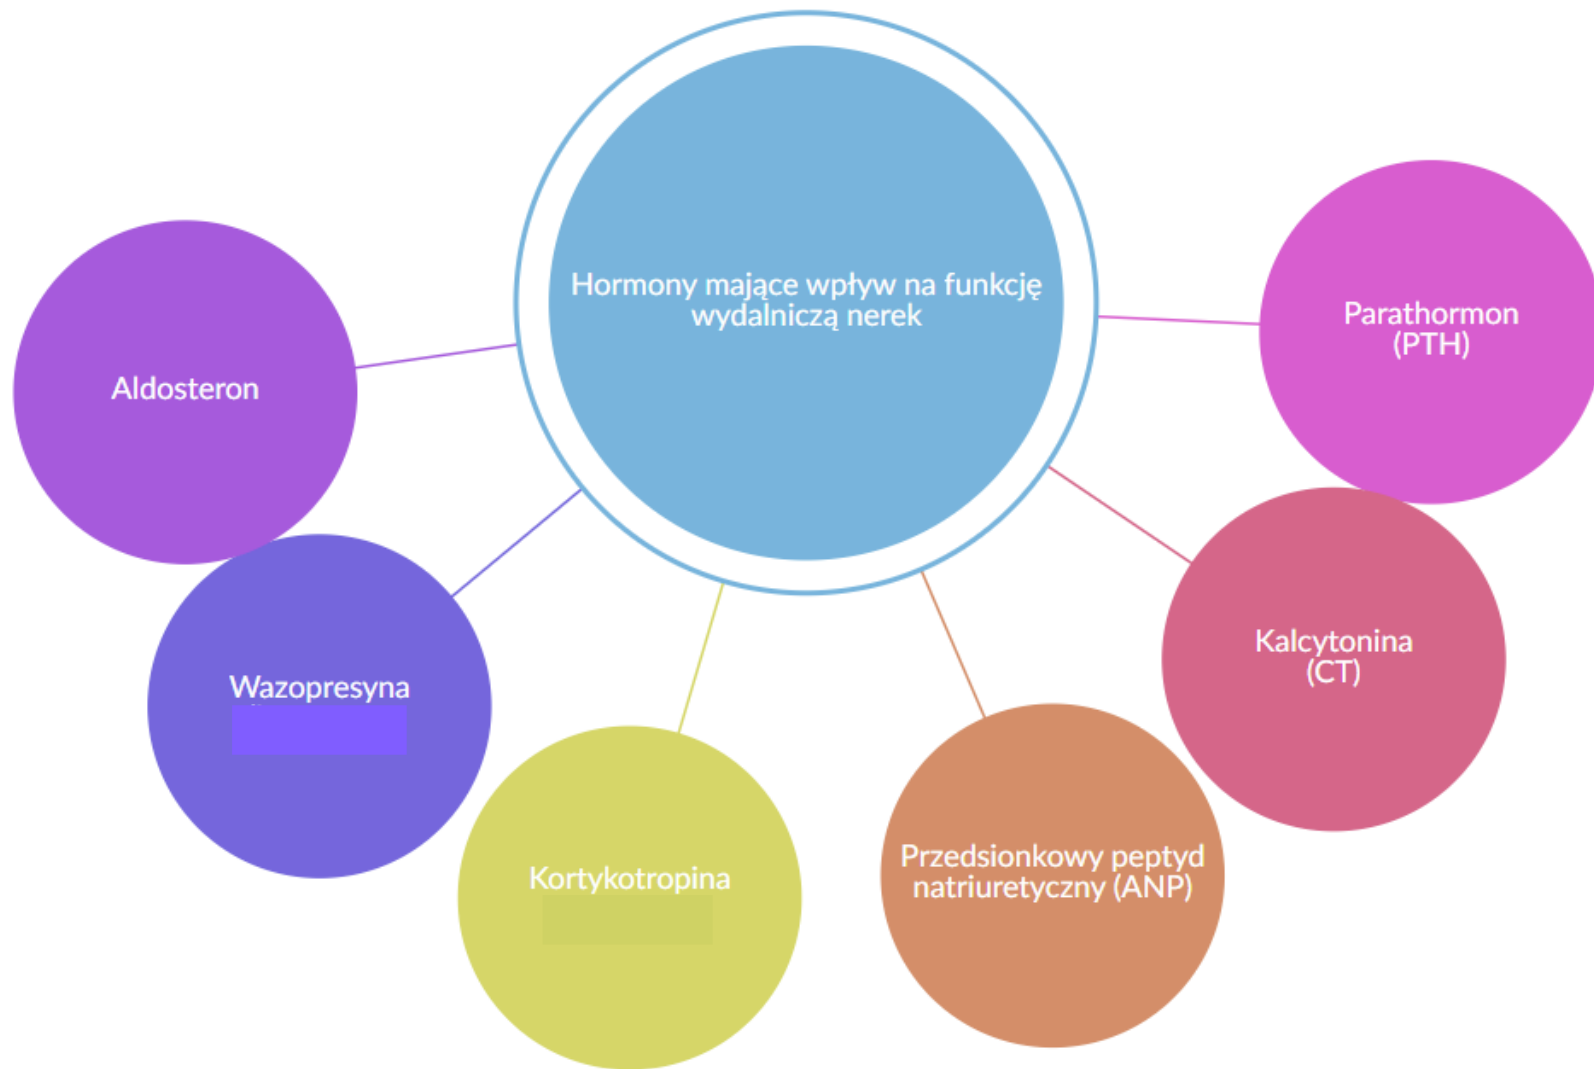 Hormony mające wpływ na funkcję
wydalniczą nerek
Aldosteron
Wazopresyna
Kortykotropina
Przedsionkowy peptyd
natriuretyczny (ANP)
Kalcytonina
(CT)
Parathormon
(PTH)